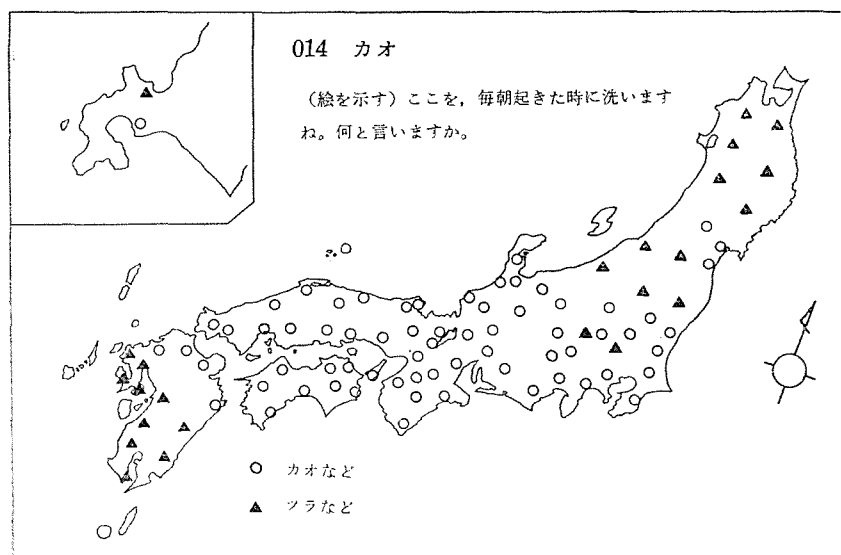 014 カオ
(絵を示す)ここを,毎朝起きた時に洗います
ね。何と言いますか。
カオなど
ツラなど